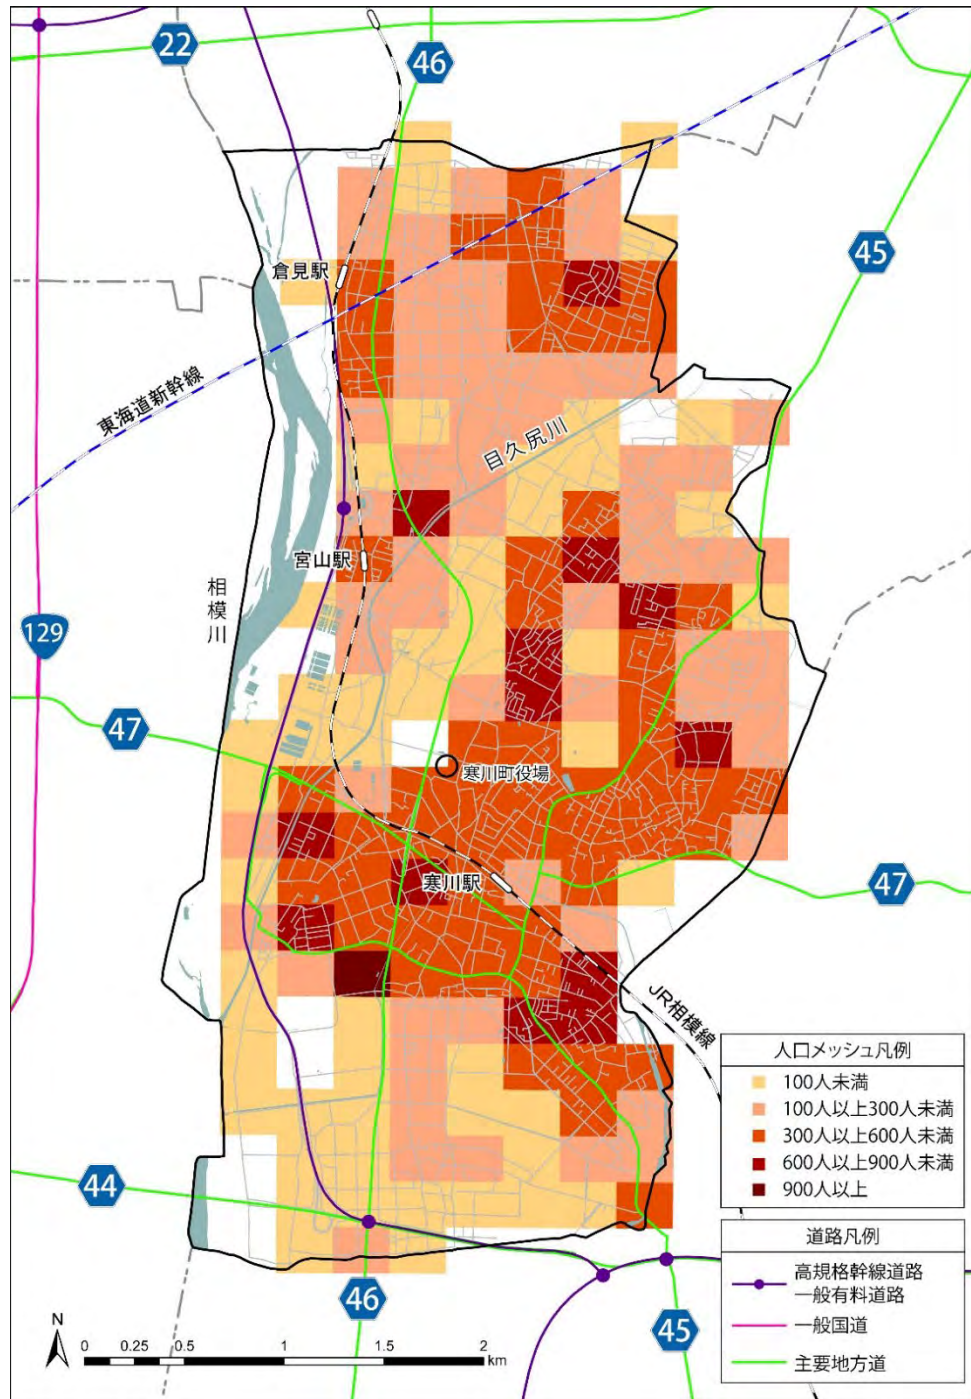 22
46
45
倉見駅
東海道新幹線
目久尻川
宮山駅
相模川
129
47
寒川町役場
寒川駅
47
JR相模線
人口メッシュ凡例
100人未満
100人以上300人未満
300人以上600人未満
600人以上900人未満
900人以上
44
道路凡例
高規格幹線道路
一般有料道路
一般国道
主要地方道
46
45
N
0 0.25 0.5 1 1.5 2
km